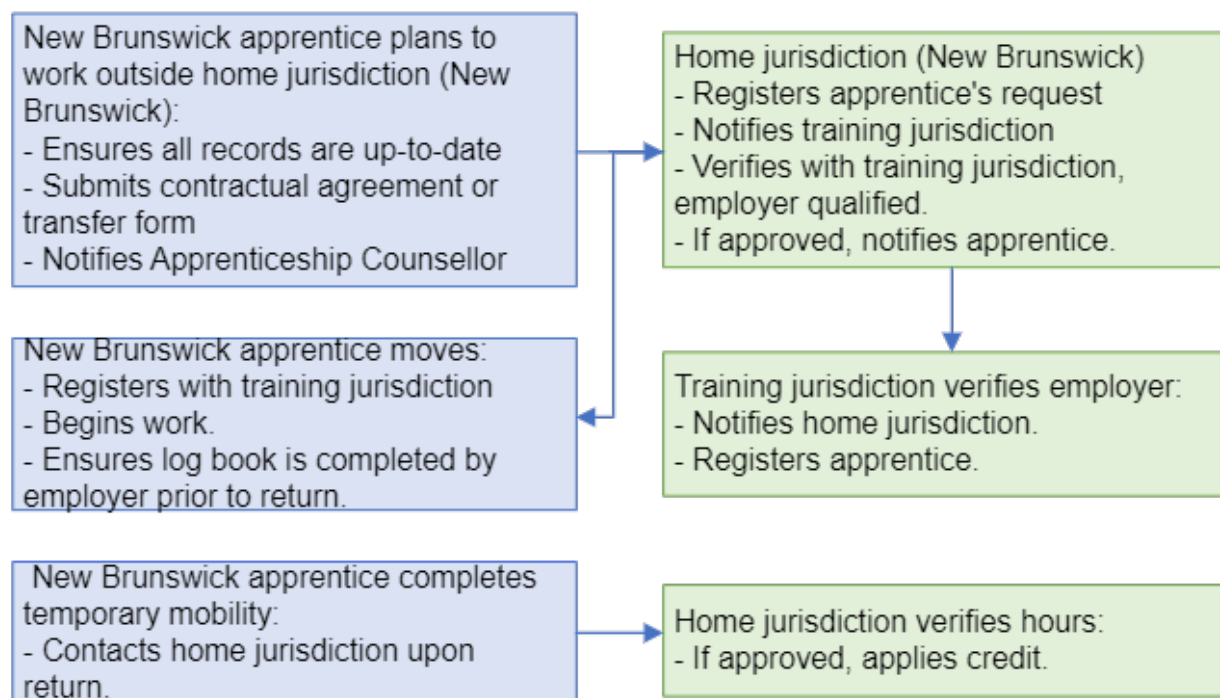 New Brunswick apprentice plans to
work outside home jurisdiction (New
Brunswick):
- Ensures all records are up-to-date
- Submits contractual agreement or
transfer form
- Notifies Apprenticeship Counsellor
Home jurisdiction (New Brunswick)
- Registers apprentice's request
- Notifies training jurisdiction
- Verifies with training jurisdiction,
employer qualified.
- If approved, notifies apprentice.
New Brunswick apprentice moves:
- Registers with training jurisdiction
- Begins work.
- Ensures log book is completed by
employer prior to return.
Training jurisdiction verifies employer:
- Notifies home jurisdiction.
- Registers apprentice.
New Brunswick apprentice completes
temporary mobility:
- Contacts home jurisdiction upon
return.
Home jurisdiction verifies hours:
- If approved, applies credit.